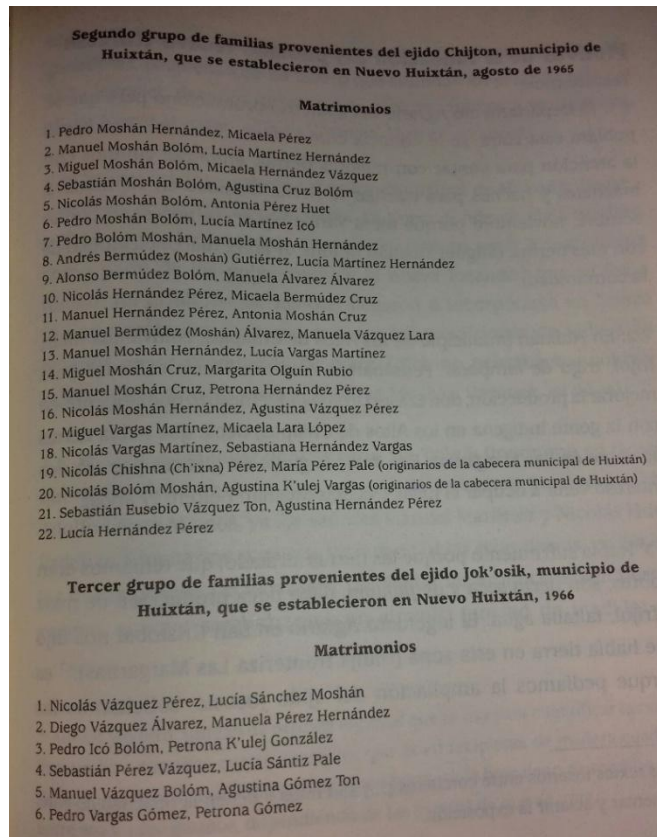 Segundo grupo de familias provenientes del ejido Chijton, municipio de
Huixtán, que se establecieron en Nuevo Huixtán, agosto de 1965
Matrimonios
1. Pedro Moshán Hernández, Micaela Pérez
2. Manuel Moshán Bolóm, Lucía Martínez Hernández
3. Miguel Moshán Bolóm, Micaela Hernández Vázquez
4. Sebastián Moshán Bolóm, Agustina Cruz Bolóm
5. Nicolás Moshán Bolóm, Antonia Pérez Huet
6. Pedro Moshán Bolóm, Lucía Martínez Icó
7. Pedro Bolóm Moshán, Manuela Moshán Hernández
8. Andrés Bermúdez (Moshán) Gutiérrez, Lucía Martínez Hernández
9. Alonso Bermúdez Bolóm, Manuela Álvarez Álvarez
10. Nicolás Hernández Pérez, Micaela Bermúdez Cruz
11. Manuel Hernández Pérez, Antonia Moshán Cruz
12. Manuel Bermúdez (Moshán) Álvarez, Manuela Vázquez Lara
13. Manuel Moshán Hernández, Lucía Vargas Martínez
14. Miguel Moshán Cruz, Margarita Olguín Rubio
15. Manuel Moshán Cruz, Petrona Hernández Pérez
16. Nicolás Moshán Hernández, Agustina Vázquez Pérez
17. Miguel Vargas Martínez, Micaela Lara López
18. Nicolás Vargas Martínez, Sebastiana Hernández Vargas
19. Nicolás Chishna (Ch'ixna) Pérez, María Pérez Pale (originarios de la cabecera municipal de Huixtán)
20. Nicolás Bolóm Moshán, Agustina K'ulej Vargas (originarios de la cabecera municipal de Huixtán)
21. Sebastián Eusebio Vázquez Ton, Agustina Hernández Pérez
22. Lucía Hernández Pérez
Tercer grupo de familias provenientes del ejido Jok'osik, municipio de
Huixtán, que se establecieron en Nuevo Huixtán, 1966
Matrimonios
1. Nicolás Vázquez Pérez, Lucía Sánchez Moshán
2. Diego Vázquez Álvarez, Manuela Pérez Hernández
3. Pedro Icó Bolóm, Petrona K'ulej González
4. Sebastián Pérez Vázquez, Lucía Sántiz Pale
5. Manuel Vázquez Bolóm, Agustina Gómez Ton
6. Pedro Vargas Gómez, Petrona Gómez